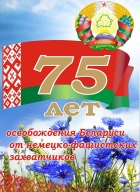 75
лет
освобождения Беларуси
от немецко-фашистских
захватчиков